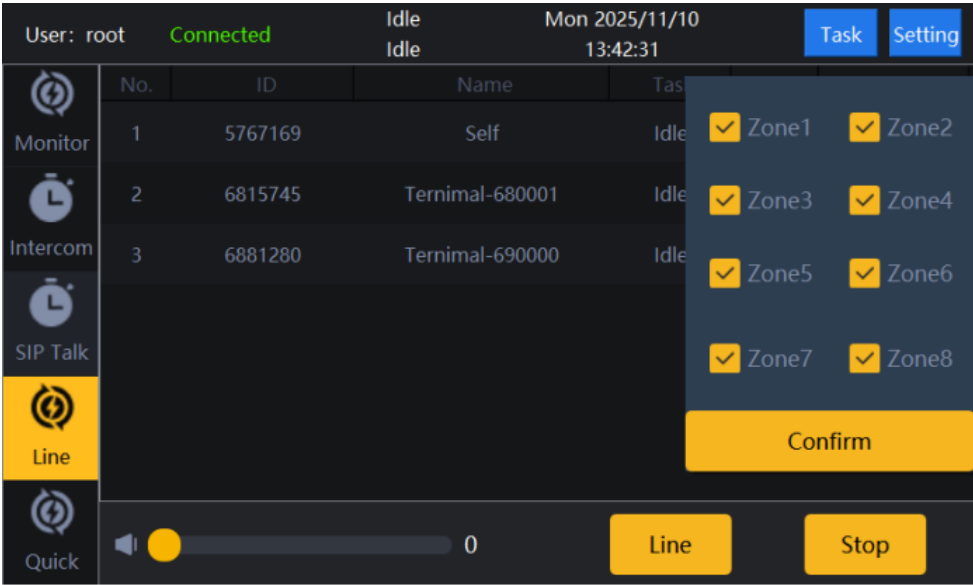 User: root Connected Idle Mon 2025/11/10 Task Setting
Idle 13:42:31
Monitor
Intercom
SIP Talk
Line
Quick
No. ID Name Tas
1 5767169 Self Idle
2 6815745 Ternimal-680001 Idle
3 6881280 Ternimal-690000 Idle
Zone1 Zone2
Zone3 Zone4
Zone5 Zone6
Zone7 Zone8
Confirm
0 Line Stop